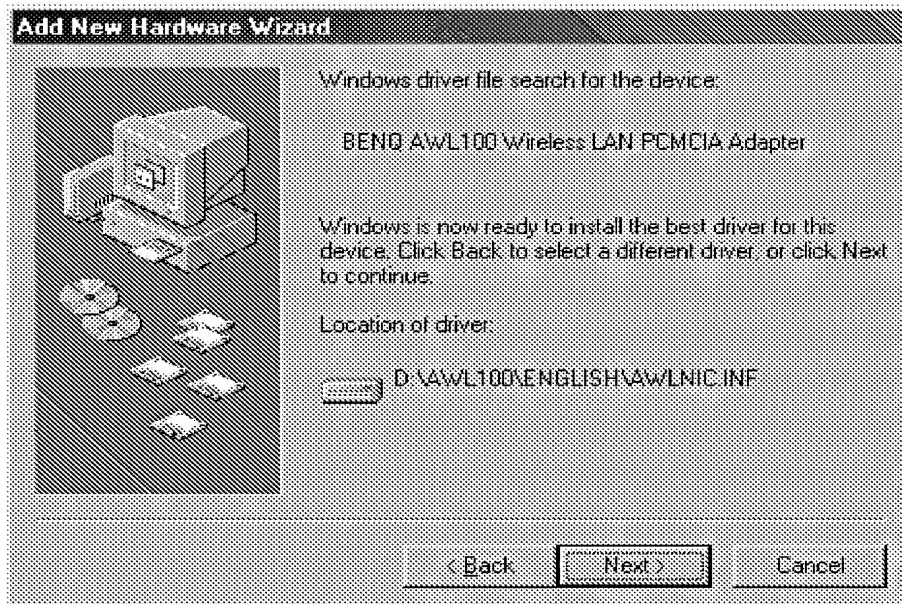 Add New Hardware Wizard
Windows driver file search for the device:
BENQ AWL100 Wireless LAN PCMCIA Adapter
Windows is now ready to install the best driver for this
device. Click Back to select a different driver, or click Next
to continue.
Location of driver:
D:\AWL100\ENGLISH\AWLNIC.INF
< Back
Next >
Cancel